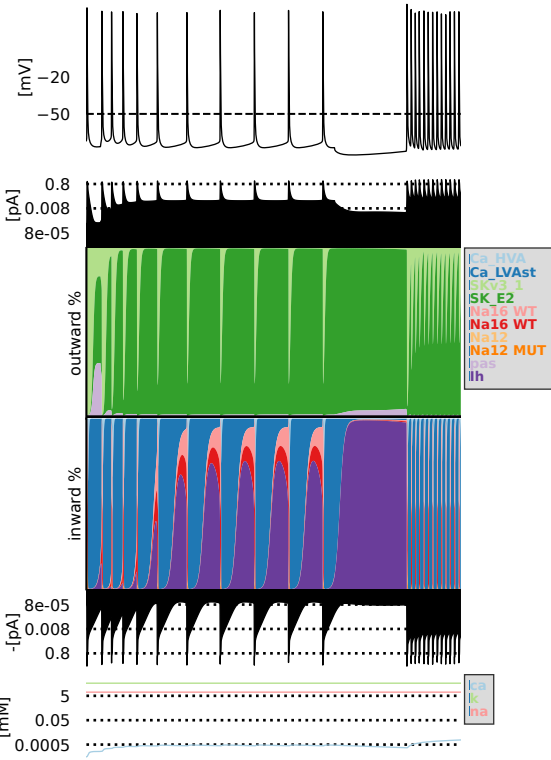 [mV]
−20
−50
[pA]
0.8
0.008
8e-05
outward %
Ca_HVA
Ca_LVAst
SKv3_1
SK_E2
Na16 WT
Na16 WT
Na12
Na12 MUT
pas
Ih
inward %
-[pA]
8e-05
0.008
0.8
[mM]
5
0.05
0.0005
ca
k
na